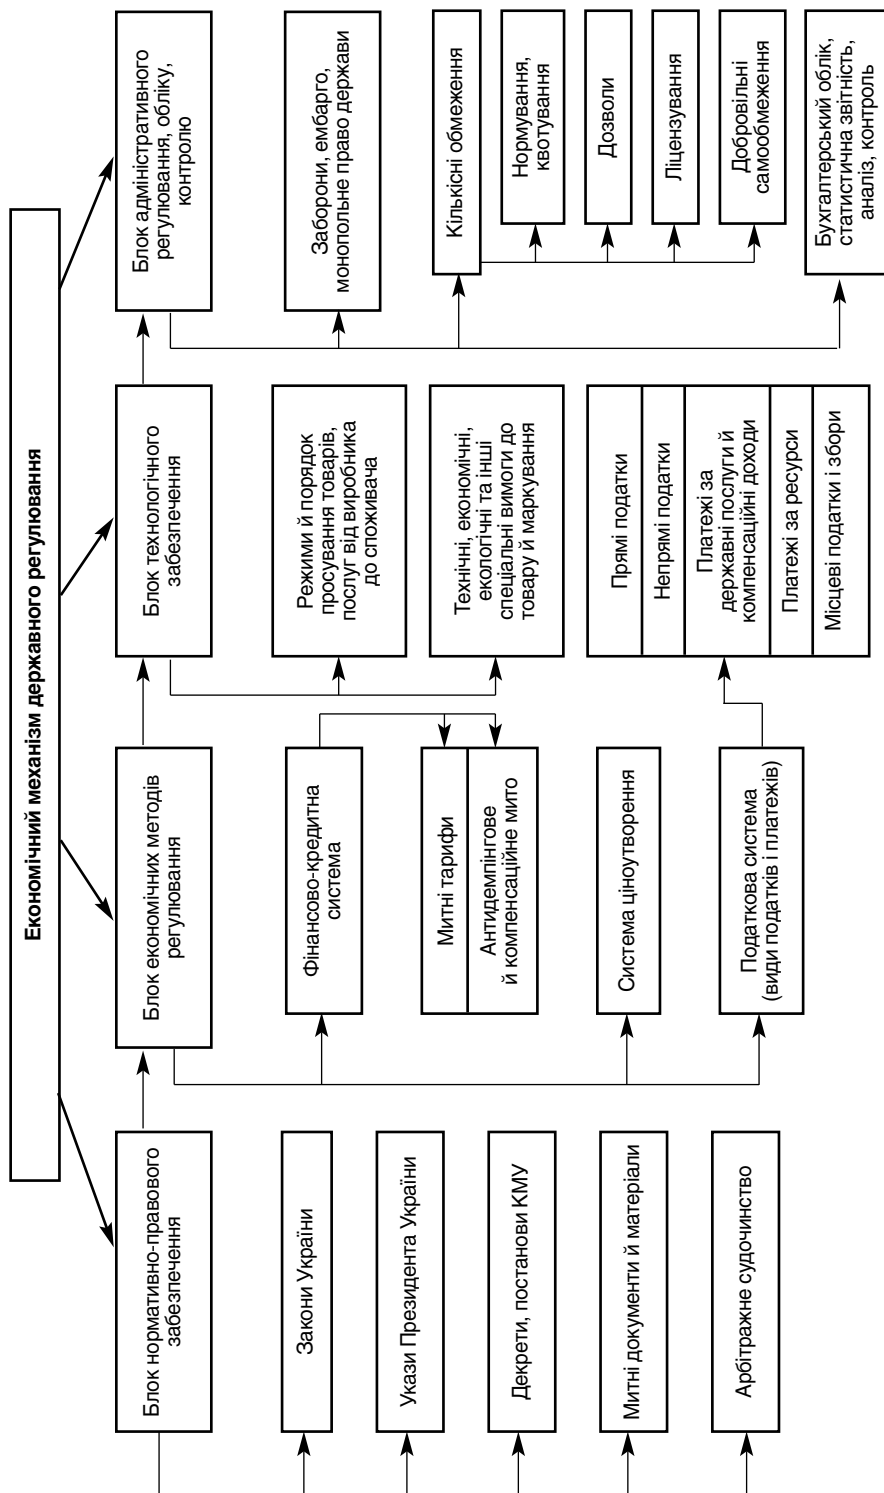 Економічний механізм державного регулювання
Блок нормативно-правового
забезпечення
Закони України
Укази Президента України
Декрети, постанови КМУ
Митні документи й матеріали
Арбітражне судочинство
Блок економічних методів
регулювання
Фінансово-кредитна
система
Митні тарифи
Антидемпінгове
й компенсаційне мито
Система ціноутворення
Податкова система
(види податків і платежів)
Блок технологічного
забезпечення
Режими й порядок
просування товарів,
послуг від виробника
до споживача
Технічні, економічні,
екологічні та інші
спеціальні вимоги до
товару й маркування
Прямі податки
Непрямі податки
Платежі за
державні послуги й
компенсаційні доходи
Платежі за ресурси
Місцеві податки і збори
Блок адміністративного
регулювання, обліку,
контролю
Заборони, ембарго,
монопольне право держави
Кількісні обмеження
Нормування,
квотування
Дозволи
Ліцензування
Добровільні
самообмеження
Бухгалтерський облік,
статистична звітність,
аналіз, контроль